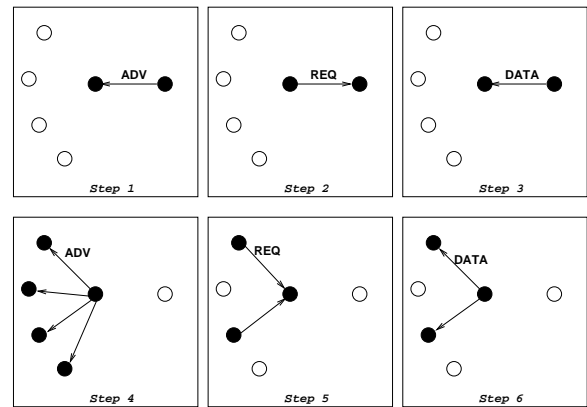 ADV
REQ
DATA
Step 1
Step 2
Step 3
ADV
REQ
DATA
Step 4
Step 5
Step 6